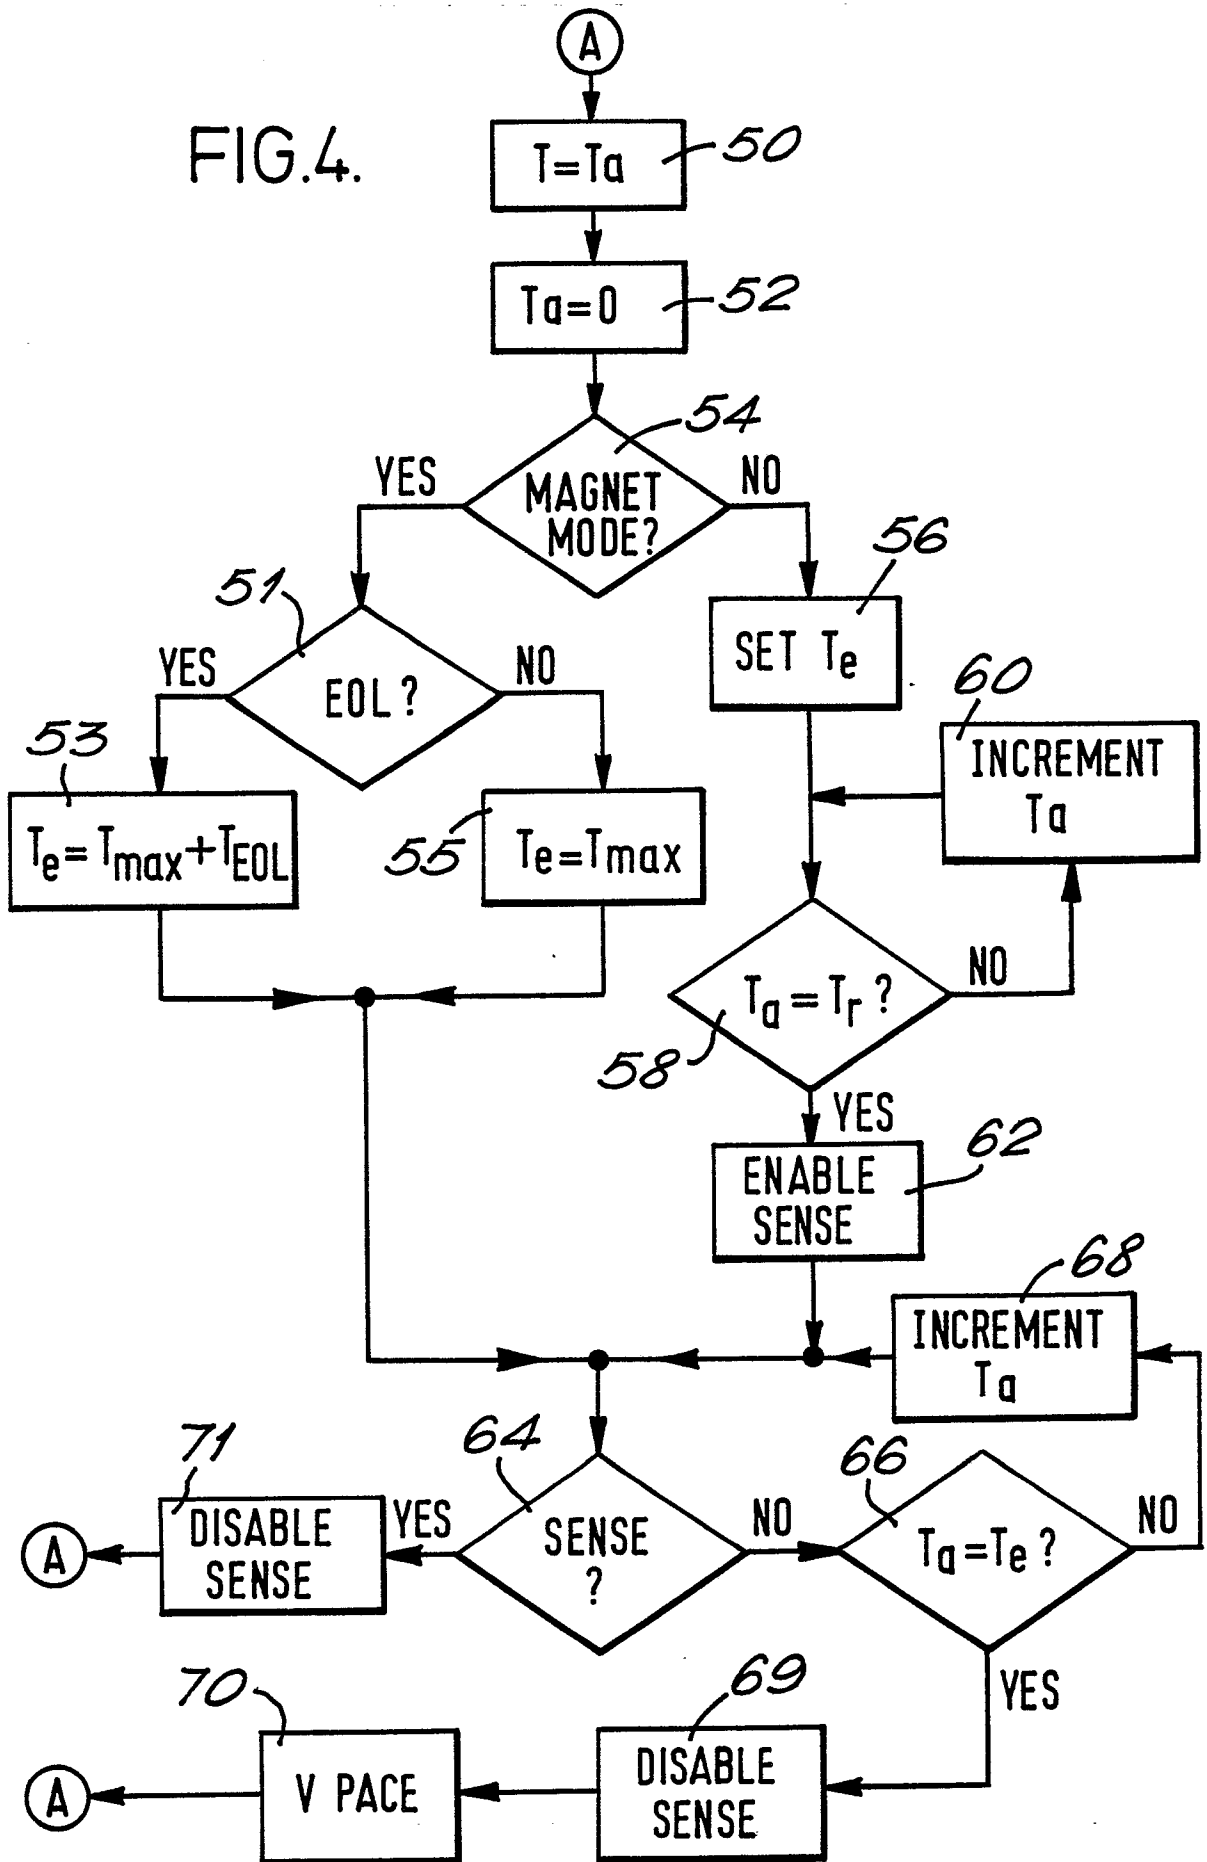 A
FIG.4.
T=Ta
50
Ta=0
52
54
YES
MAGNET
MODE?
NO
56
51
SET Te
YES
EOL?
NO
60
53
INCREMENT
Ta
Te=Tmax+TEOL
55
Te=Tmax
Ta=Tr?
NO
58
YES
62
ENABLE
SENSE
68
INCREMENT
Ta
71
64
66
DISABLE
SENSE
YES
SENSE
?
NO
Ta=Te?
NO
A
70
69
YES
DISABLE
SENSE
V PACE
A